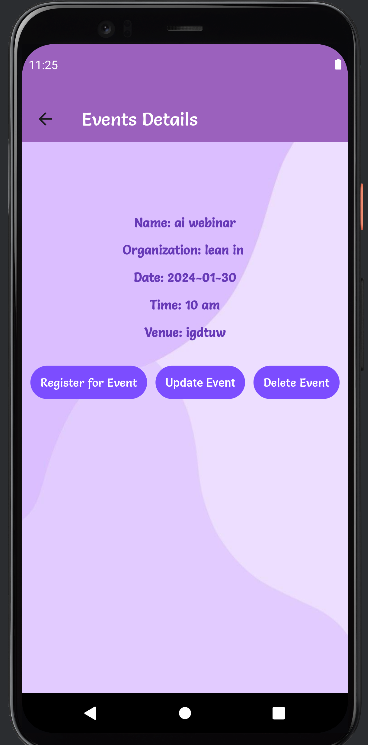 11:25
Events Details
Name: ai webinar
Organization: lean in
Date: 2024-01-30
Time: 10 am
Venue: igdtuw
Register for Event
Update Event
Delete Event